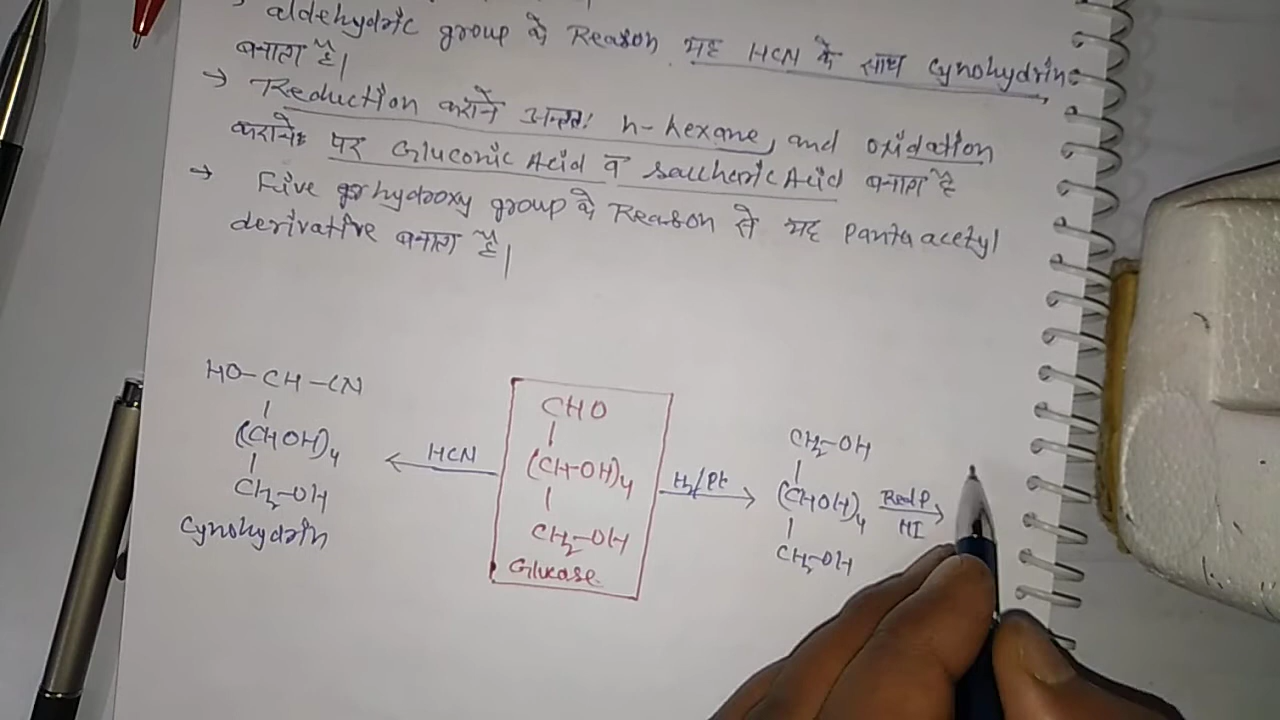 aldehydric group के Reason यह HCN के साथ Cynohydrine
बनाता है।
→ Reduction कराने अन्ततः n-hexane, and oxidation
कराने पर Gluconic Acid व saccharic Acid बनाता है
→ Five hydroxy group के Reason से यह Panta acetyl
derivative बनाता है।
HO-CH-CN
(CHOH)4
CH2-OH
Cynohydrin
HCN
CHO
(CH-OH)4
CH2-OH
Glucose
H2/Pt
CH2-OH
(CHOH)4
CH2-OH
Red P
HI